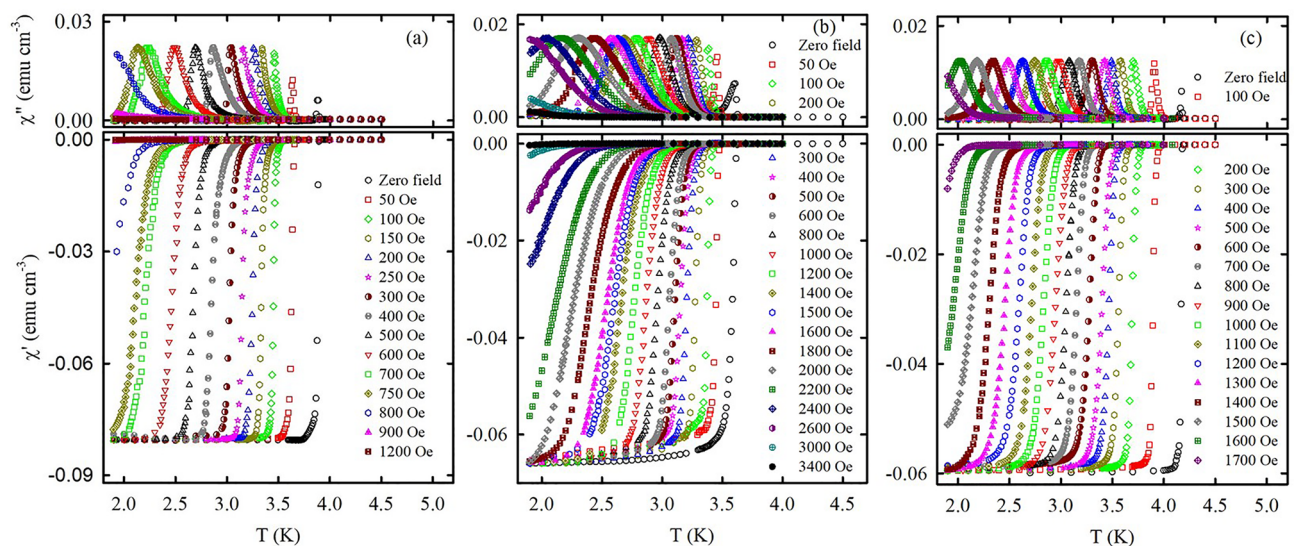 χ'' (emu cm⁻³)
χ' (emu cm⁻³)
0.03
0.00
0.00
-0.03
-0.06
-0.09
(a)
Zero field
50 Oe
100 Oe
150 Oe
200 Oe
250 Oe
300 Oe
400 Oe
500 Oe
600 Oe
700 Oe
750 Oe
800 Oe
900 Oe
1200 Oe
2.0 2.5 3.0 3.5 4.0 4.5 5.0
T (K)
0.02
0.00
0.00
-0.02
-0.04
-0.06
(b)
Zero field
50 Oe
100 Oe
200 Oe
300 Oe
400 Oe
500 Oe
600 Oe
800 Oe
1000 Oe
1200 Oe
1400 Oe
1500 Oe
1600 Oe
1800 Oe
2000 Oe
2200 Oe
2400 Oe
2600 Oe
3000 Oe
3400 Oe
2.0 2.5 3.0 3.5 4.0 4.5
T (K)
0.02
0.00
0.00
-0.02
-0.04
-0.06
(c)
Zero field
100 Oe
200 Oe
300 Oe
400 Oe
500 Oe
600 Oe
700 Oe
800 Oe
900 Oe
1000 Oe
1100 Oe
1200 Oe
1300 Oe
1400 Oe
1500 Oe
1600 Oe
1700 Oe
2.0 2.5 3.0 3.5 4.0 4.5 5.0
T (K)